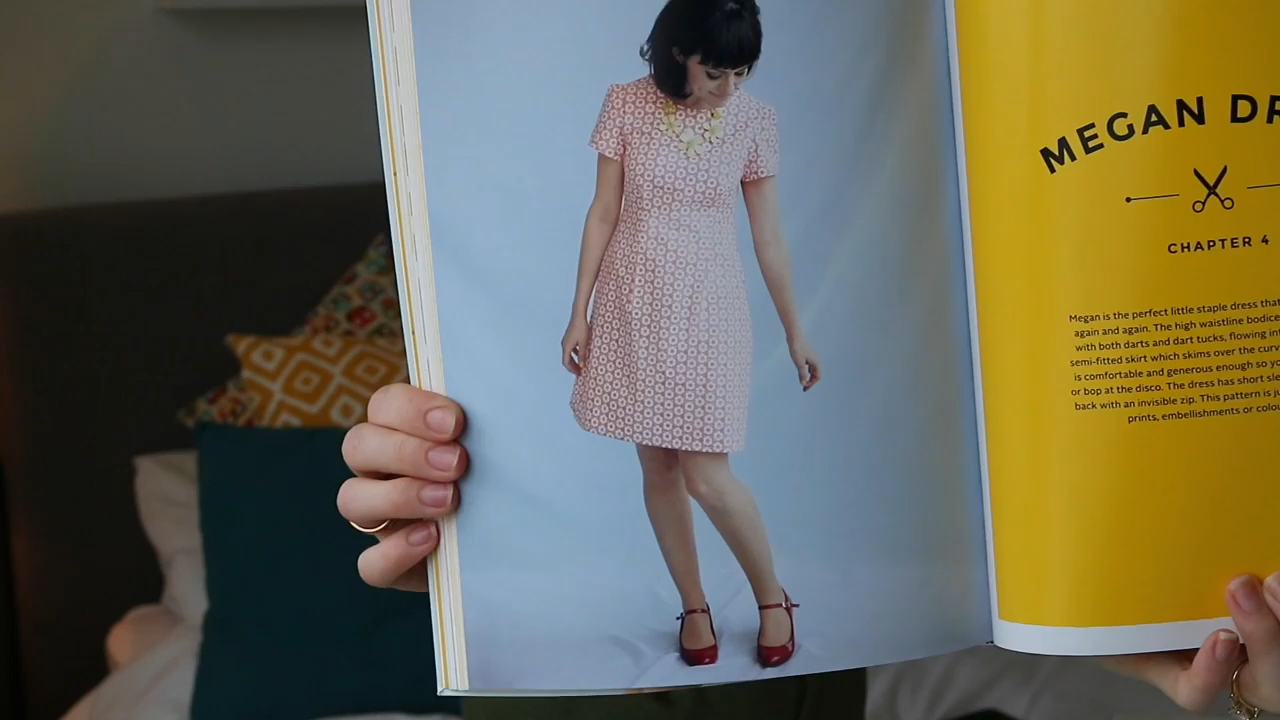 MEGAN DR
CHAPTER 4
Megan is the perfect little staple dress that
again and again. The high waistline bodice
with both darts and dart tucks, flowing in
semi-fitted skirt which skims over the curv
is comfortable and generous enough so yo
or bop at the disco. The dress has short sle
back with an invisible zip. This pattern is ju
prints, embellishments or colou